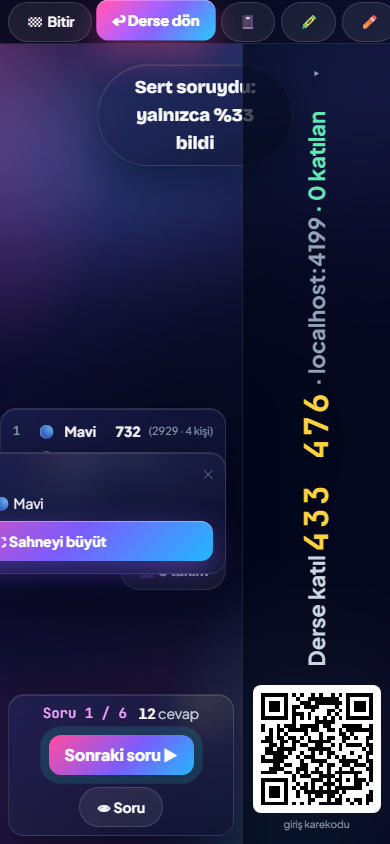 Bitir
Derse dön
Sert soruydu:
yalnızca %33
bildi
1 Mavi 732 (2929 · 4 kişi)
×
Mavi
Sahneyi büyüt
Soru 1 / 6 12 cevap
Sonraki soru
Soru
Derse katıl 433 476 · localhost:4199 · 0 katılan
giriş karekodu